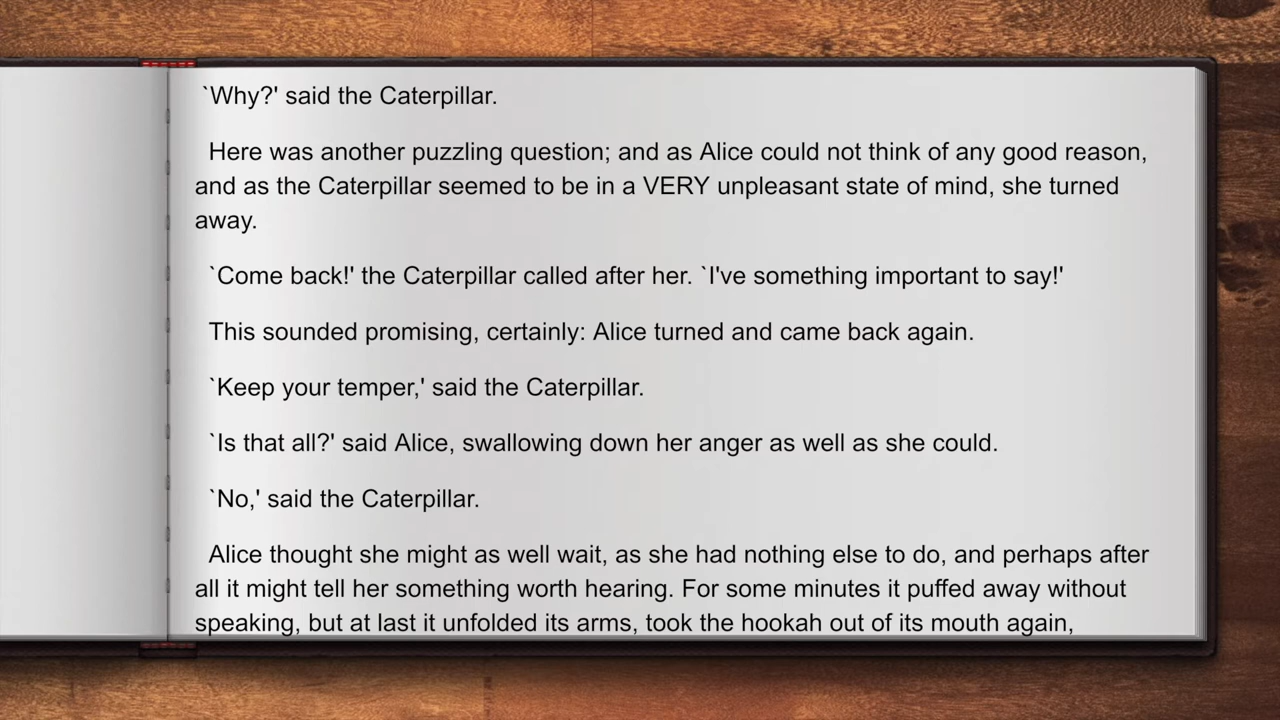 `Why?' said the Caterpillar.
Here was another puzzling question; and as Alice could not think of any good reason,
and as the Caterpillar seemed to be in a VERY unpleasant state of mind, she turned
away.
`Come back!' the Caterpillar called after her. `I've something important to say!'
This sounded promising, certainly: Alice turned and came back again.
`Keep your temper,' said the Caterpillar.
`Is that all?' said Alice, swallowing down her anger as well as she could.
`No,' said the Caterpillar.
Alice thought she might as well wait, as she had nothing else to do, and perhaps after
all it might tell her something worth hearing. For some minutes it puffed away without
speaking, but at last it unfolded its arms, took the hookah out of its mouth again,